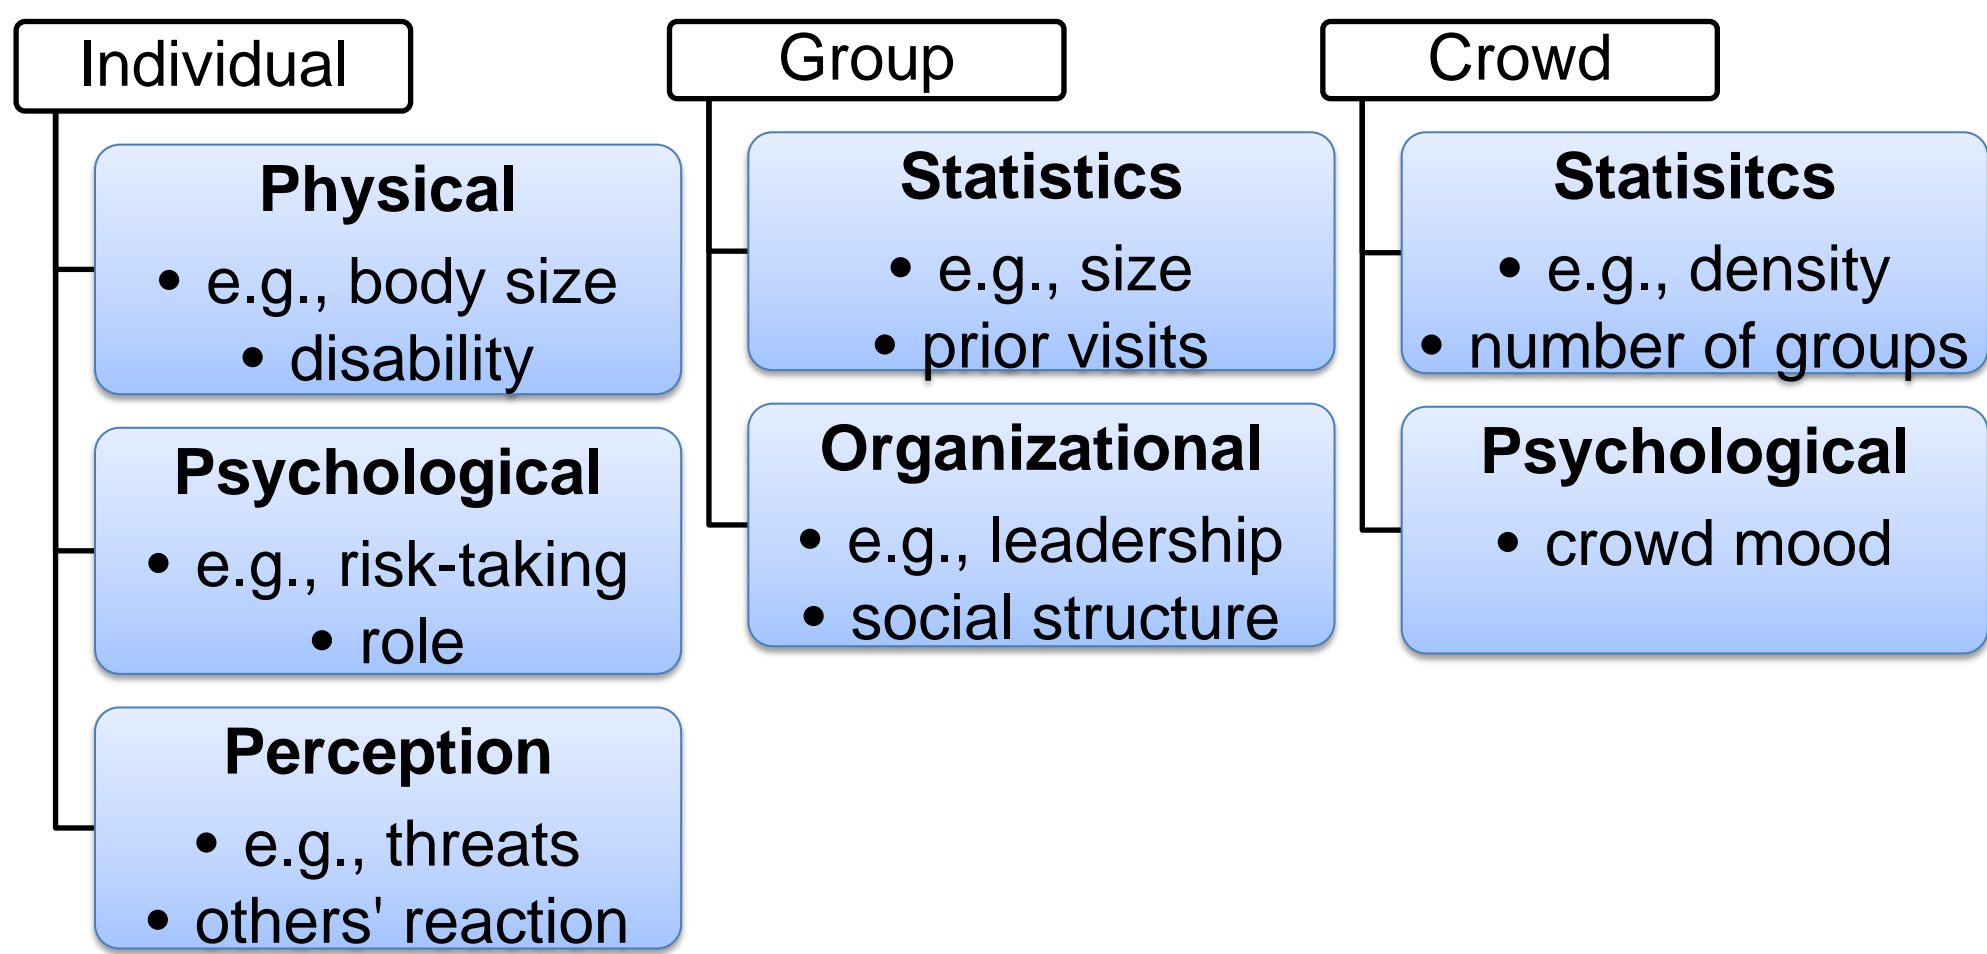 Individual
Physical
• e.g., body size
• disability
Psychological
• e.g., risk-taking
• role
Perception
• e.g., threats
• others' reaction
Group
Statistics
• e.g., size
• prior visits
Organizational
• e.g., leadership
• social structure
Crowd
Statisitcs
• e.g., density
• number of groups
Psychological
• crowd mood